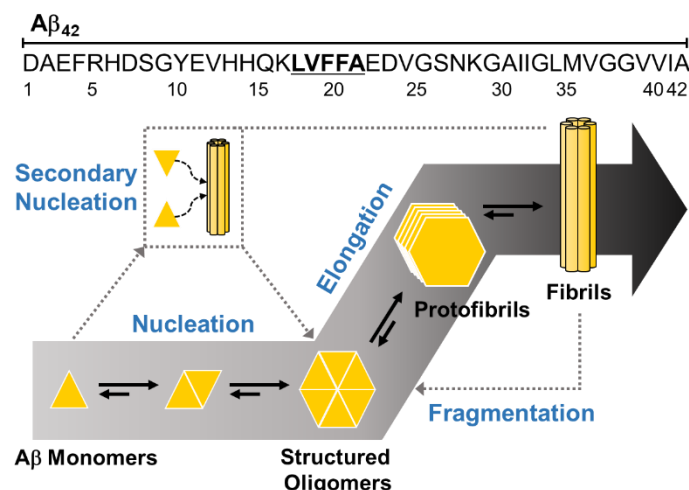 Aβ42
DAEFRHDSGYEVHHQKLVFFAEDVGSNKGAIIGLMVGGVVIA
1 5 10 15 20 25 30 35 40 42
Secondary
Nucleation
Elongation
Nucleation
Protofibrils
Fibrils
Fragmentation
Aβ Monomers
Structured
Oligomers